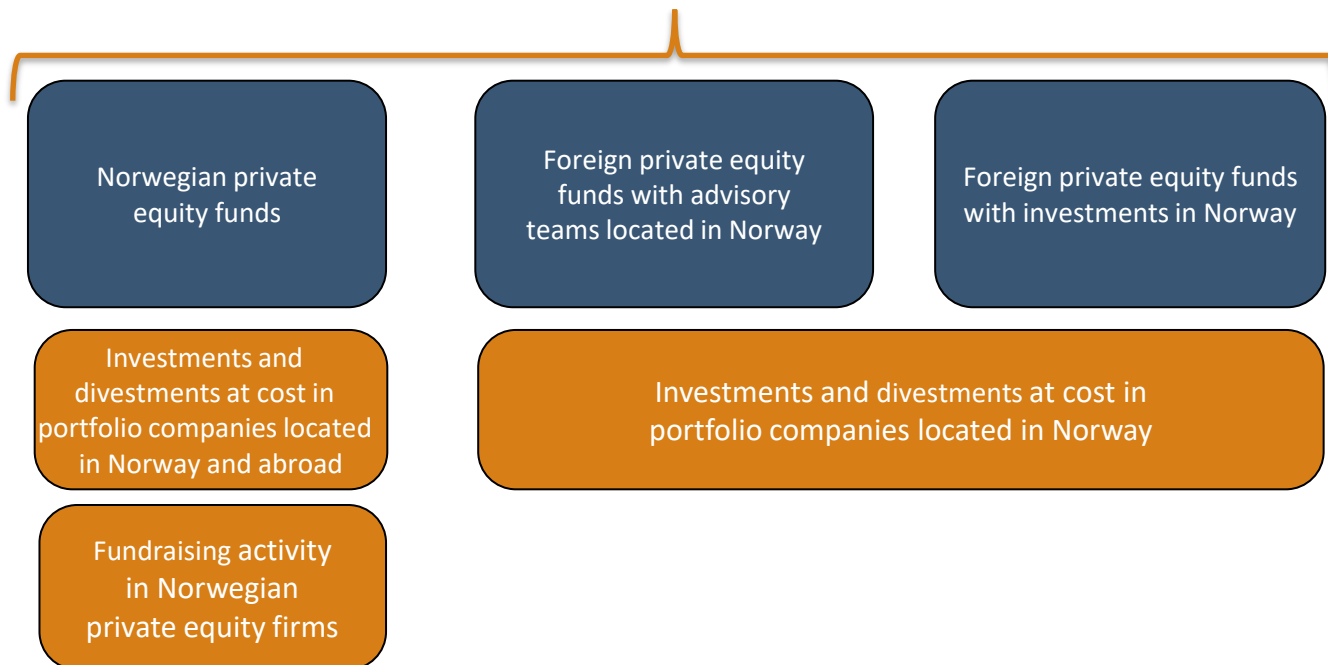 Norwegian private
equity funds
Foreign private equity
funds with advisory
teams located in Norway
Foreign private equity funds
with investments in Norway
Investments and
divestments at cost in
portfolio companies located
in Norway and abroad
Investments and divestments at cost in
portfolio companies located in Norway
Fundraising activity
in Norwegian
private equity firms